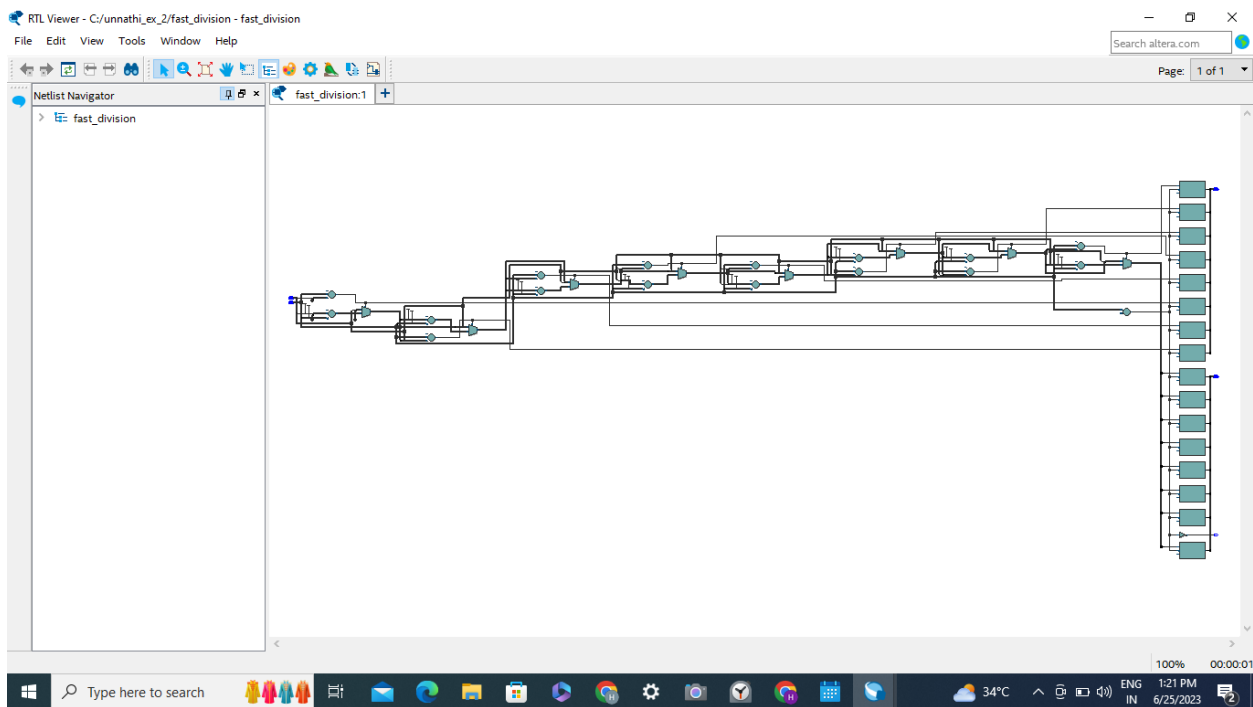 RTL Viewer - C:/unnathi_ex_2/fast_division - fast_division
File Edit View Tools Window Help
Search altera.com
Page: 1 of 1
Netlist Navigator
fast_division:1
fast_division
100% 00:00:01
Type here to search
34°C
ENG
IN
1:21 PM
6/25/2023
2